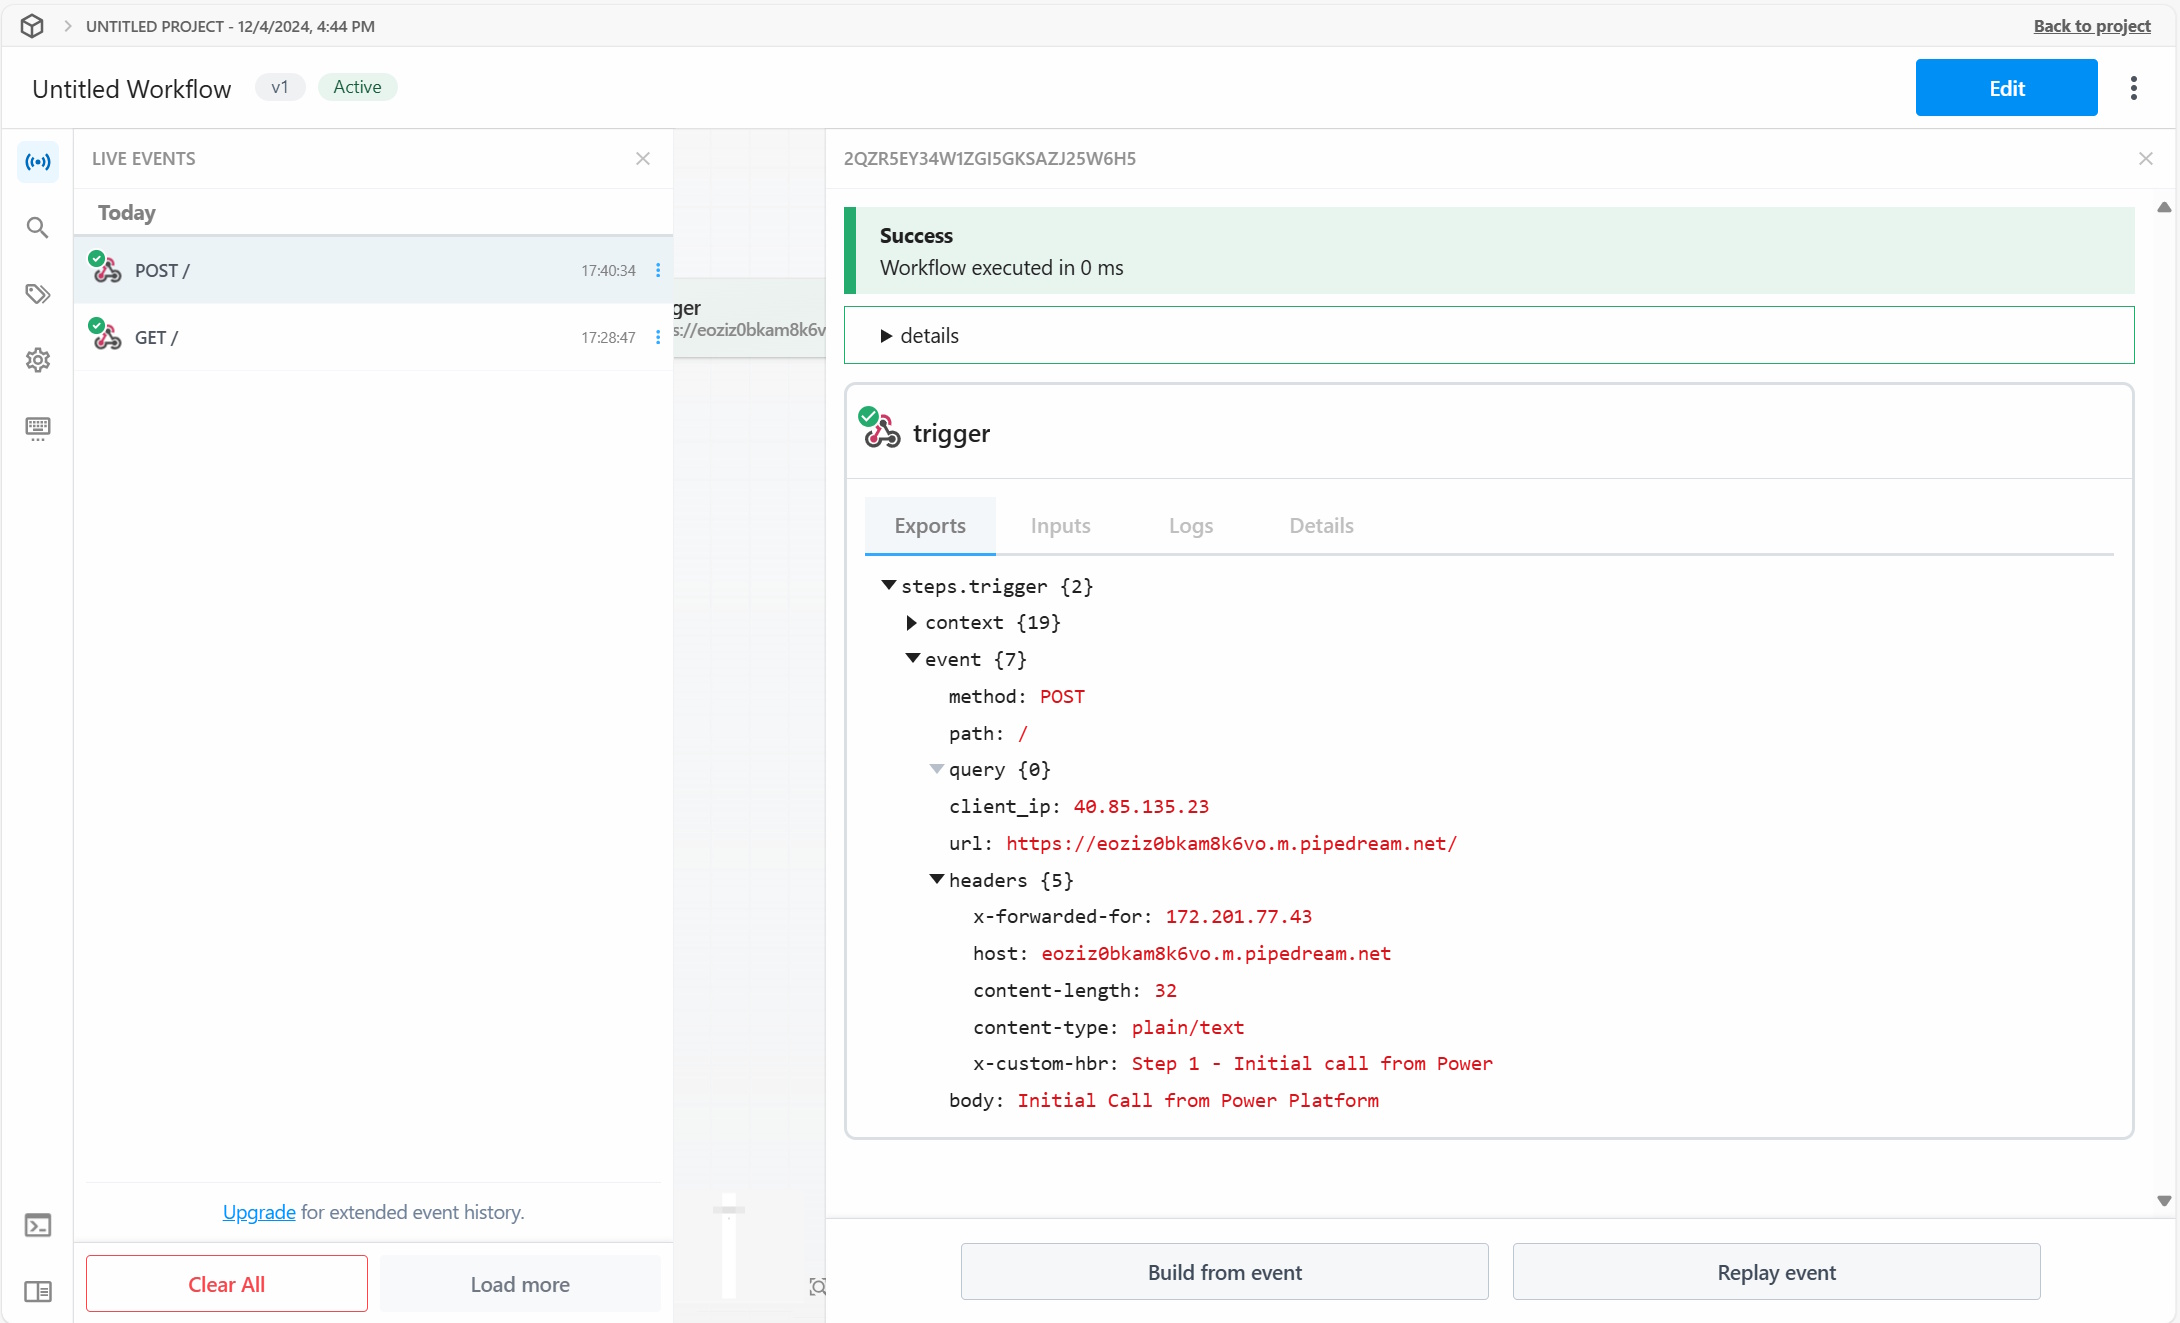 UNTITLED PROJECT - 12/4/2024, 4:44 PM
Back to project
Untitled Workflow
v1
Active
Edit
LIVE EVENTS
Today
POST /
17:40:34
GET /
17:28:47
Upgrade for extended event history.
Clear All
Load more
ger
s://eoziz0bkam8k6v
2QZR5EY34W1ZGI5GKSAZJ25W6H5
Success
Workflow executed in 0 ms
details
trigger
Exports
Inputs
Logs
Details
steps.trigger {2}
context {19}
event {7}
method: POST
path: /
query {0}
client_ip: 40.85.135.23
url: https://eoziz0bkam8k6vo.m.pipedream.net/
headers {5}
x-forwarded-for: 172.201.77.43
host: eoziz0bkam8k6vo.m.pipedream.net
content-length: 32
content-type: plain/text
x-custom-hbr: Step 1 - Initial call from Power
body: Initial Call from Power Platform
Build from event
Replay event